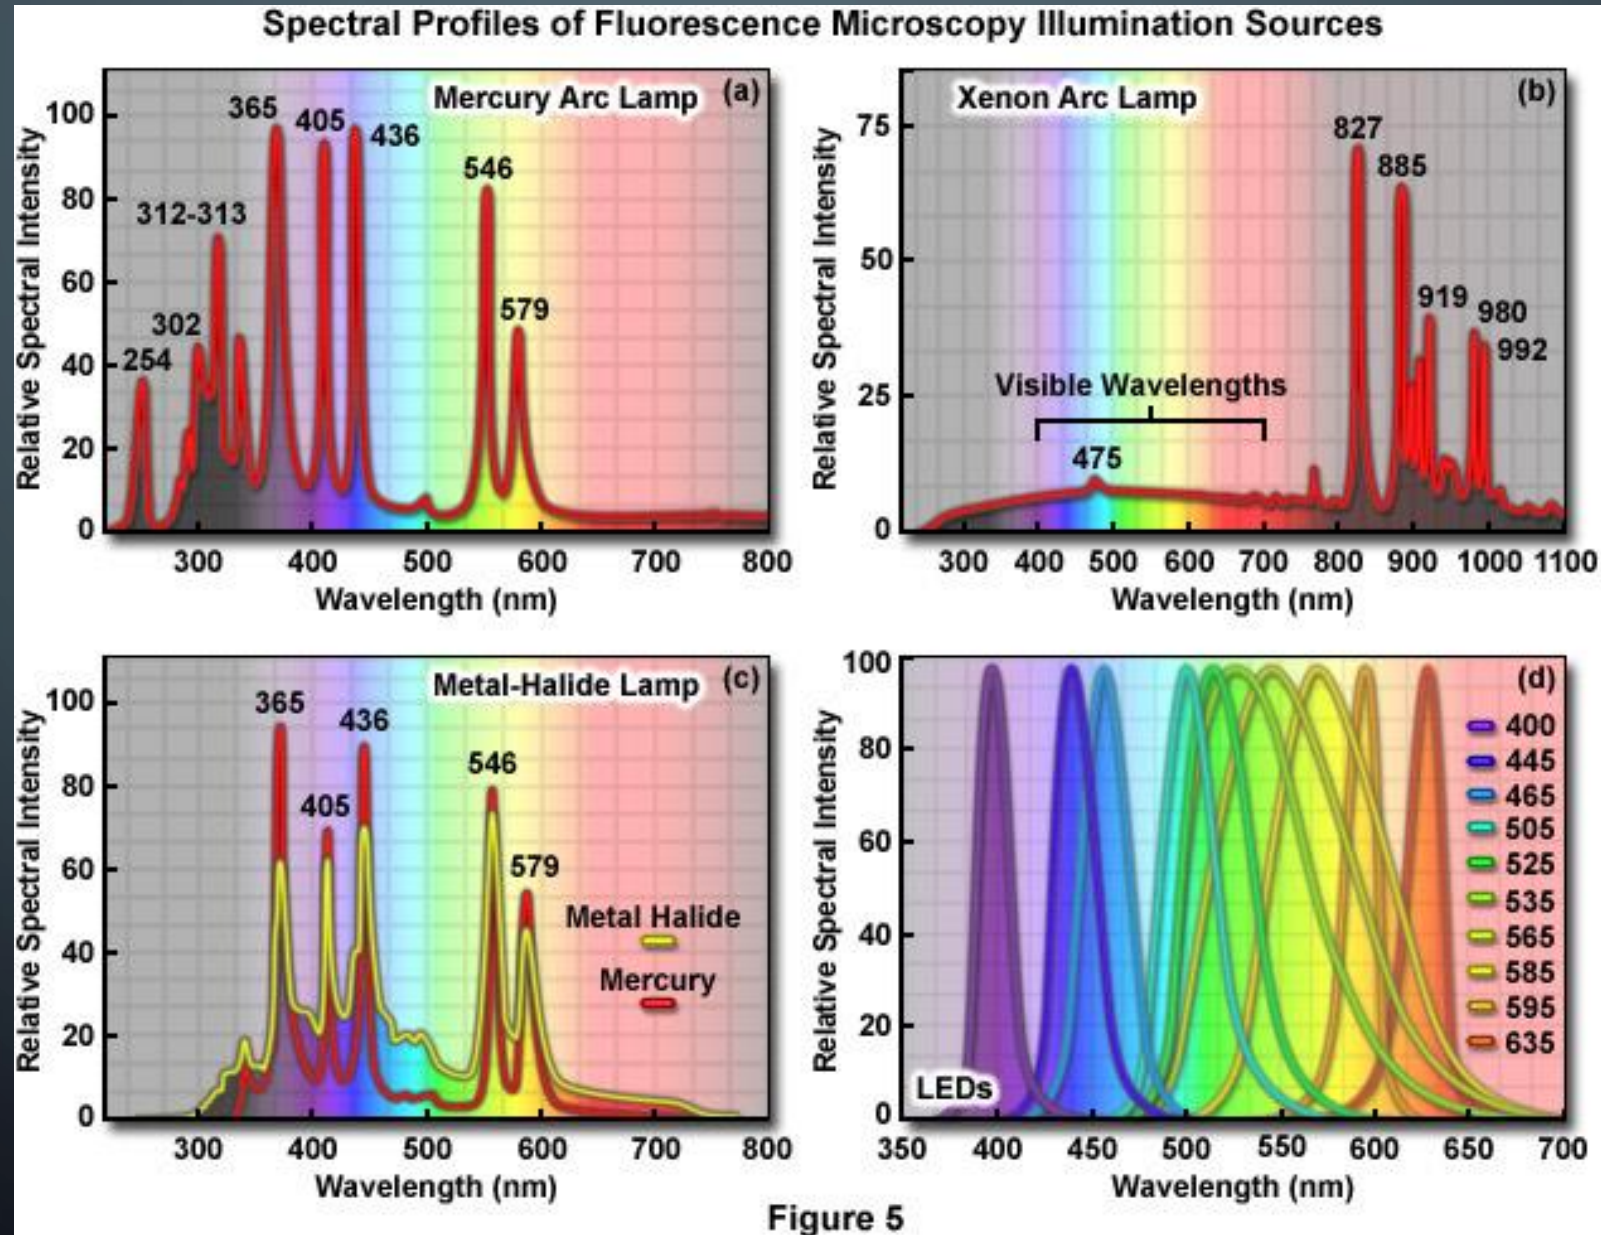 Spectral Profiles of Fluorescence Microscopy Illumination Sources
Mercury Arc Lamp (a)
Relative Spectral Intensity
100
80
60
40
20
0
254
302
312-313
365
405
436
546
579
300 400 500 600 700 800
Wavelength (nm)
Xenon Arc Lamp (b)
Relative Spectral Intensity
75
50
25
0
Visible Wavelengths
475
827
885
919
980
992
300 400 500 600 700 800 900 1000 1100
Wavelength (nm)
Metal-Halide Lamp (c)
Relative Spectral Intensity
100
80
60
40
20
0
365
405
436
546
579
Metal Halide
Mercury
300 400 500 600 700 800
Wavelength (nm)
(d)
Relative Spectral Intensity
100
80
60
40
20
0
400
445
465
505
525
535
565
585
595
635
LEDs
350 400 450 500 550 600 650 700
Wavelength (nm)
Figure 5